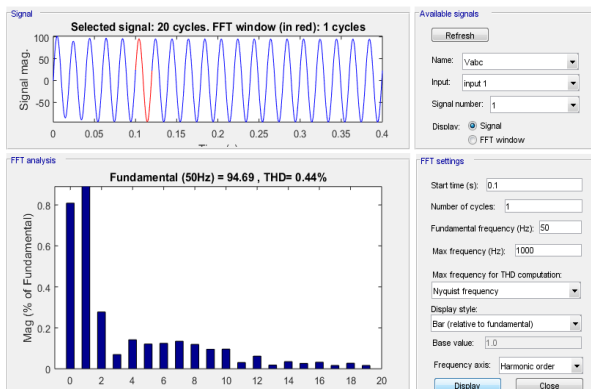 Signal
Selected signal: 20 cycles. FFT window (in red): 1 cycles
Signal mag.
100
50
0
-50
0 0.05 0.1 0.15 0.2 0.25 0.3 0.35 0.4
FFT analysis
Fundamental (50Hz) = 94.69 , THD= 0.44%
Mag (% of Fundamental)
0.8
0.6
0.4
0.2
0
0 2 4 6 8 10 12 14 16 18 20
Available signals
Refresh
Name: Vabc
Input: input 1
Signal number: 1
Display: Signal
FFT window
FFT settings
Start time (s): 0.1
Number of cycles: 1
Fundamental frequency (Hz): 50
Max frequency (Hz): 1000
Max frequency for THD computation:
Nyquist frequency
Display style:
Bar (relative to fundamental)
Base value: 1.0
Frequency axis: Harmonic order
Display Close